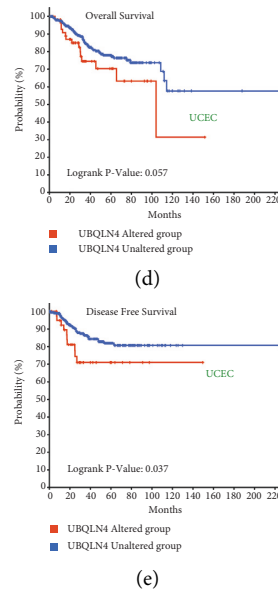 Overall Survival
Probability (%)
100
90
80
70
60
50
40
30
20
10
0
UCEC
Logrank P-Value: 0.057
0 20 40 60 80 100 120 140 160 180 200 220
Months
UBQLN4 Altered group
UBQLN4 Unaltered group
(d)
Disease Free Survival
Probability (%)
100
90
80
70
60
50
40
30
20
10
0
UCEC
Logrank P-Value: 0.037
0 20 40 60 80 100 120 140 160 180 200 220
Months
UBQLN4 Altered group
UBQLN4 Unaltered group
(e)